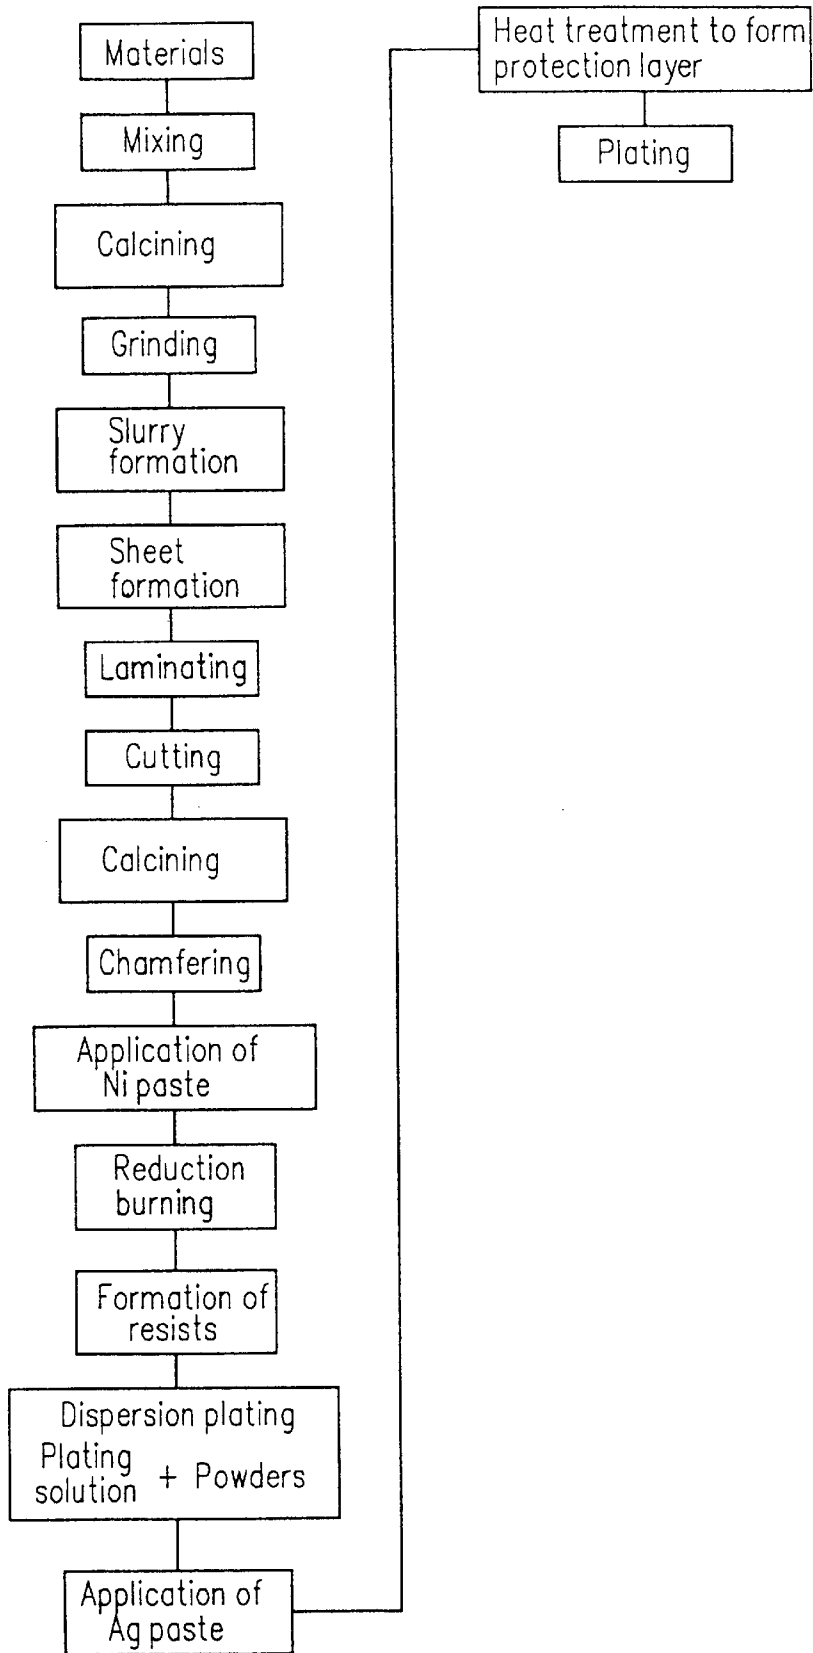 Materials
Mixing
Calcining
Grinding
Slurry
formation
Sheet
formation
Laminating
Cutting
Calcining
Chamfering
Application of
Ni paste
Reduction
burning
Formation of
resists
Dispersion plating
Plating
solution + Powders
Application of
Ag paste
Heat treatment to form
protection layer
Plating